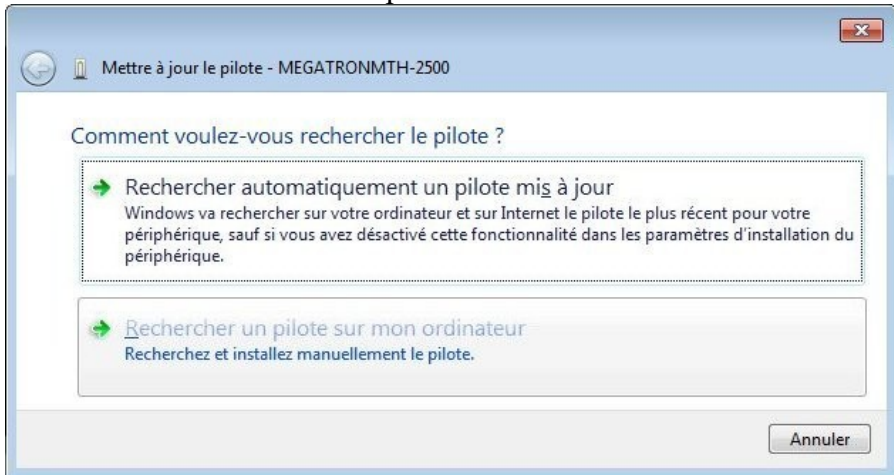 Mettre à jour le pilote - MEGATRONMTH-2500
Comment voulez-vous rechercher le pilote ?
Rechercher automatiquement un pilote mis à jour
Windows va rechercher sur votre ordinateur et sur Internet le pilote le plus récent pour votre
périphérique, sauf si vous avez désactivé cette fonctionnalité dans les paramètres d'installation du
périphérique.
Rechercher un pilote sur mon ordinateur
Recherchez et installez manuellement le pilote.
Annuler